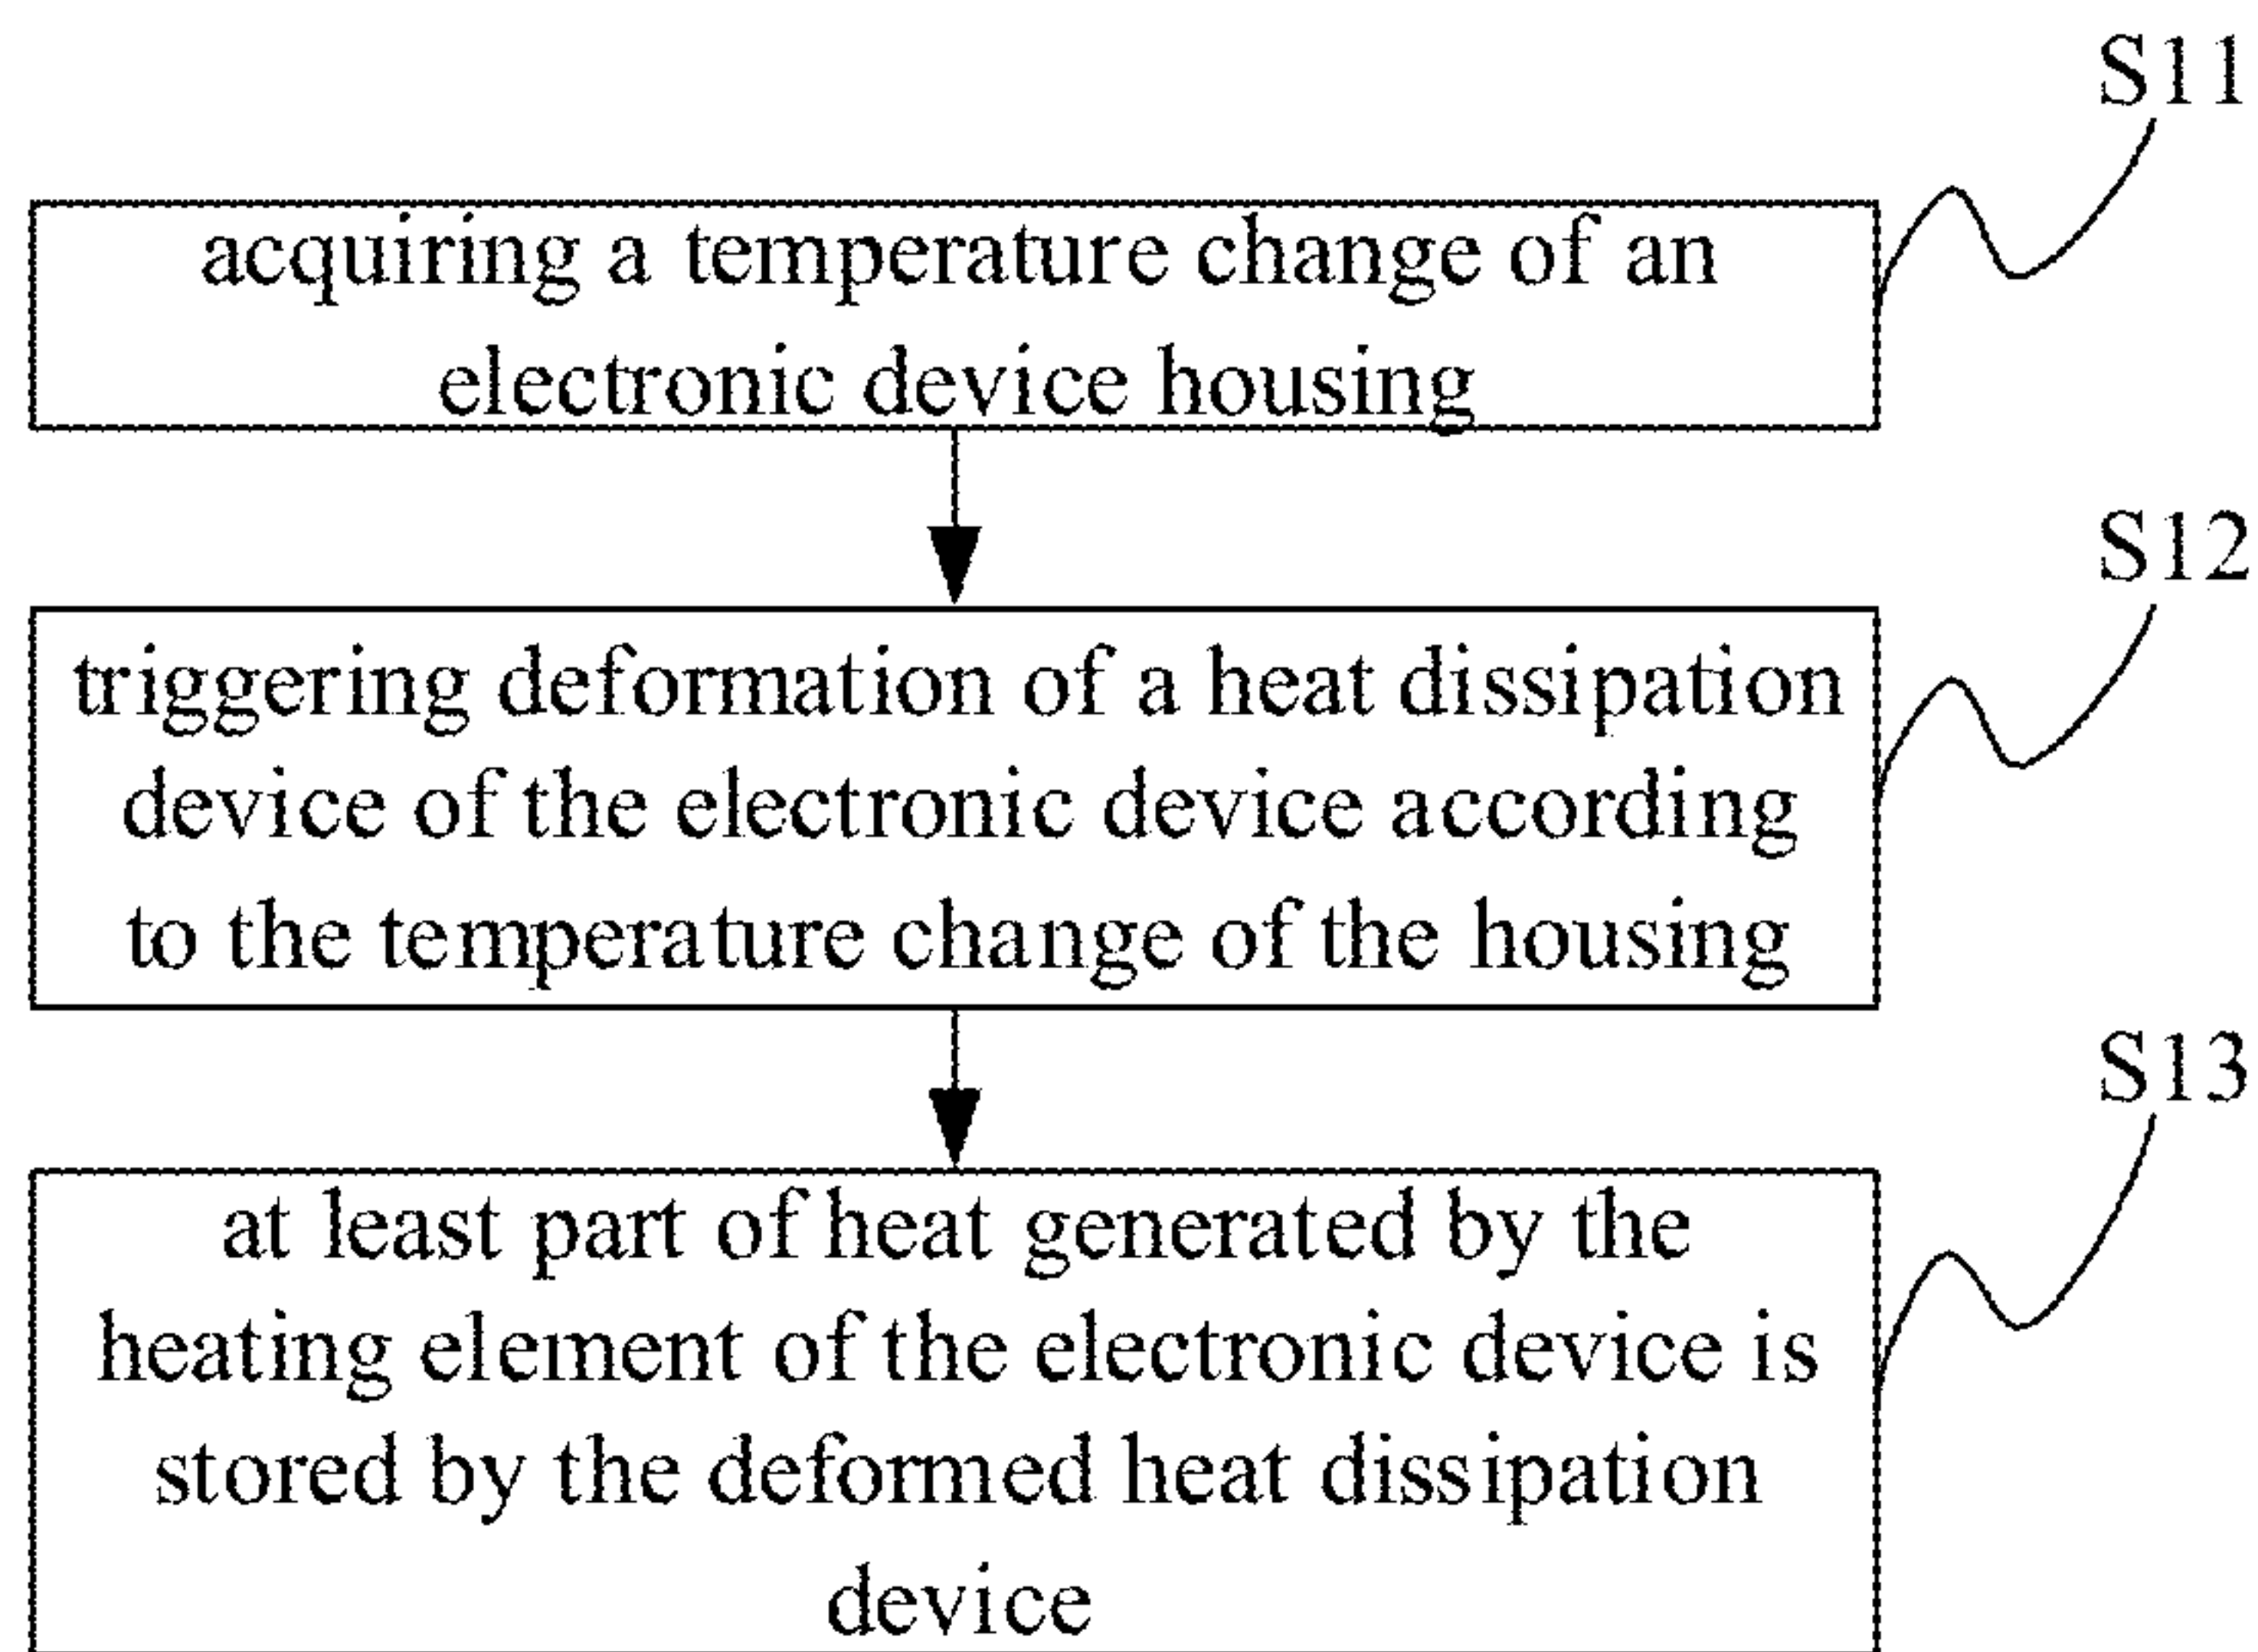 S11
acquiring a temperature change of an
electronic device housing
S12
triggering deformation of a heat dissipation
device of the electronic device according
to the temperature change of the housing
S13
at least part of heat generated by the
heating element of the electronic device is
stored by the deformed heat dissipation
device